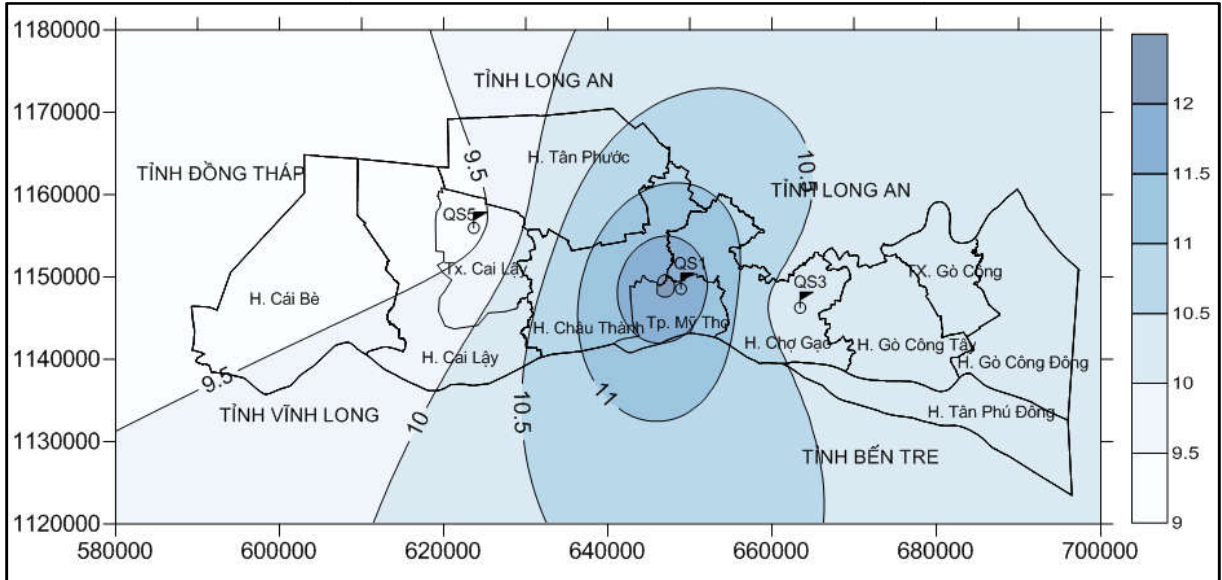 1180000
12
TỈNH LONG AN
1170000
11.5
9.5
H. Tân Phước
10.5
TỈNH ĐỒNG THÁP
1160000
TỈNH LONG AN
11
QS5
QS1
1150000
Tx. Cai Lậy
TX. Gò Công
QS3
H. Cái Bè
10.5
H. Châu Thành
Tp. Mỹ Tho
1140000
H. Cái Lậy
H. Chợ Gạo
H. Gò Công Tây
H. Gò Công Đông
10
9.5
11
TỈNH VĨNH LONG
10
10.5
H. Tân Phú Đông
1130000
TỈNH BẾN TRE
9.5
1120000
9
580000 600000 620000 640000 660000 680000 700000